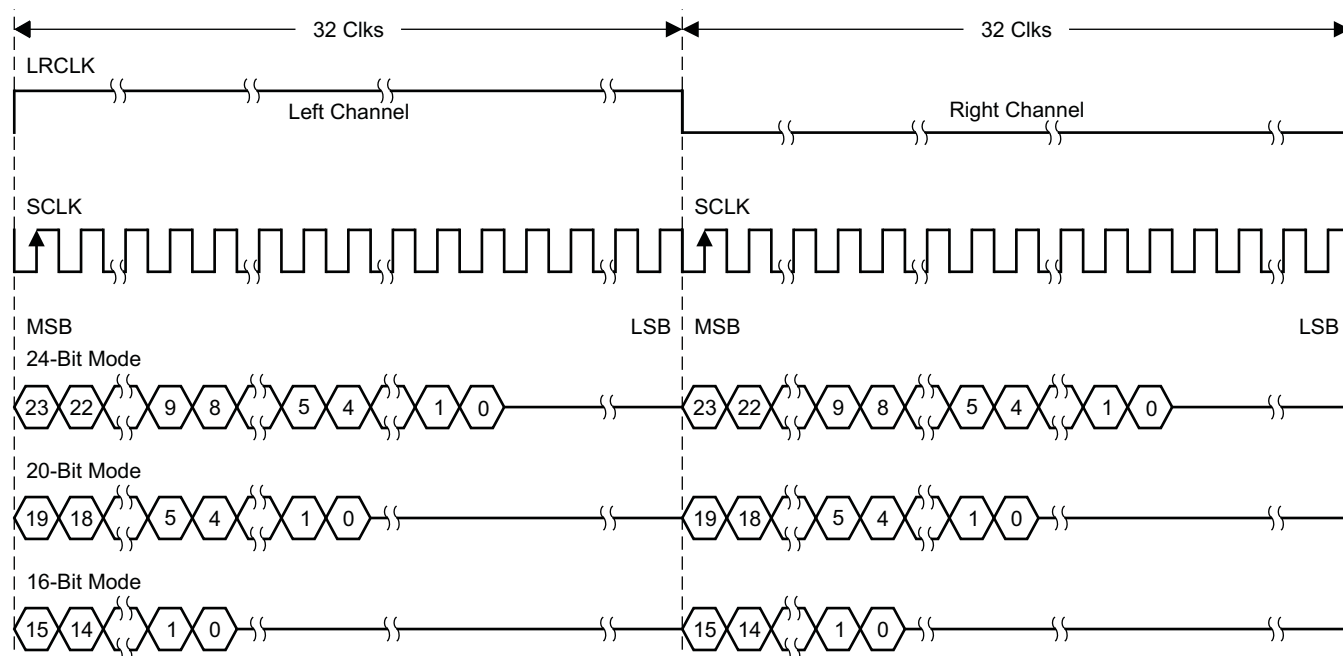 32 Clks 32 Clks
LRCLK
Left Channel Right Channel
SCLK SCLK
MSB LSB MSB LSB
24-Bit Mode
23 22 9 8 5 4 1 0 23 22 9 8 5 4 1 0
20-Bit Mode
19 18 5 4 1 0 19 18 5 4 1 0
16-Bit Mode
15 14 1 0 15 14 1 0